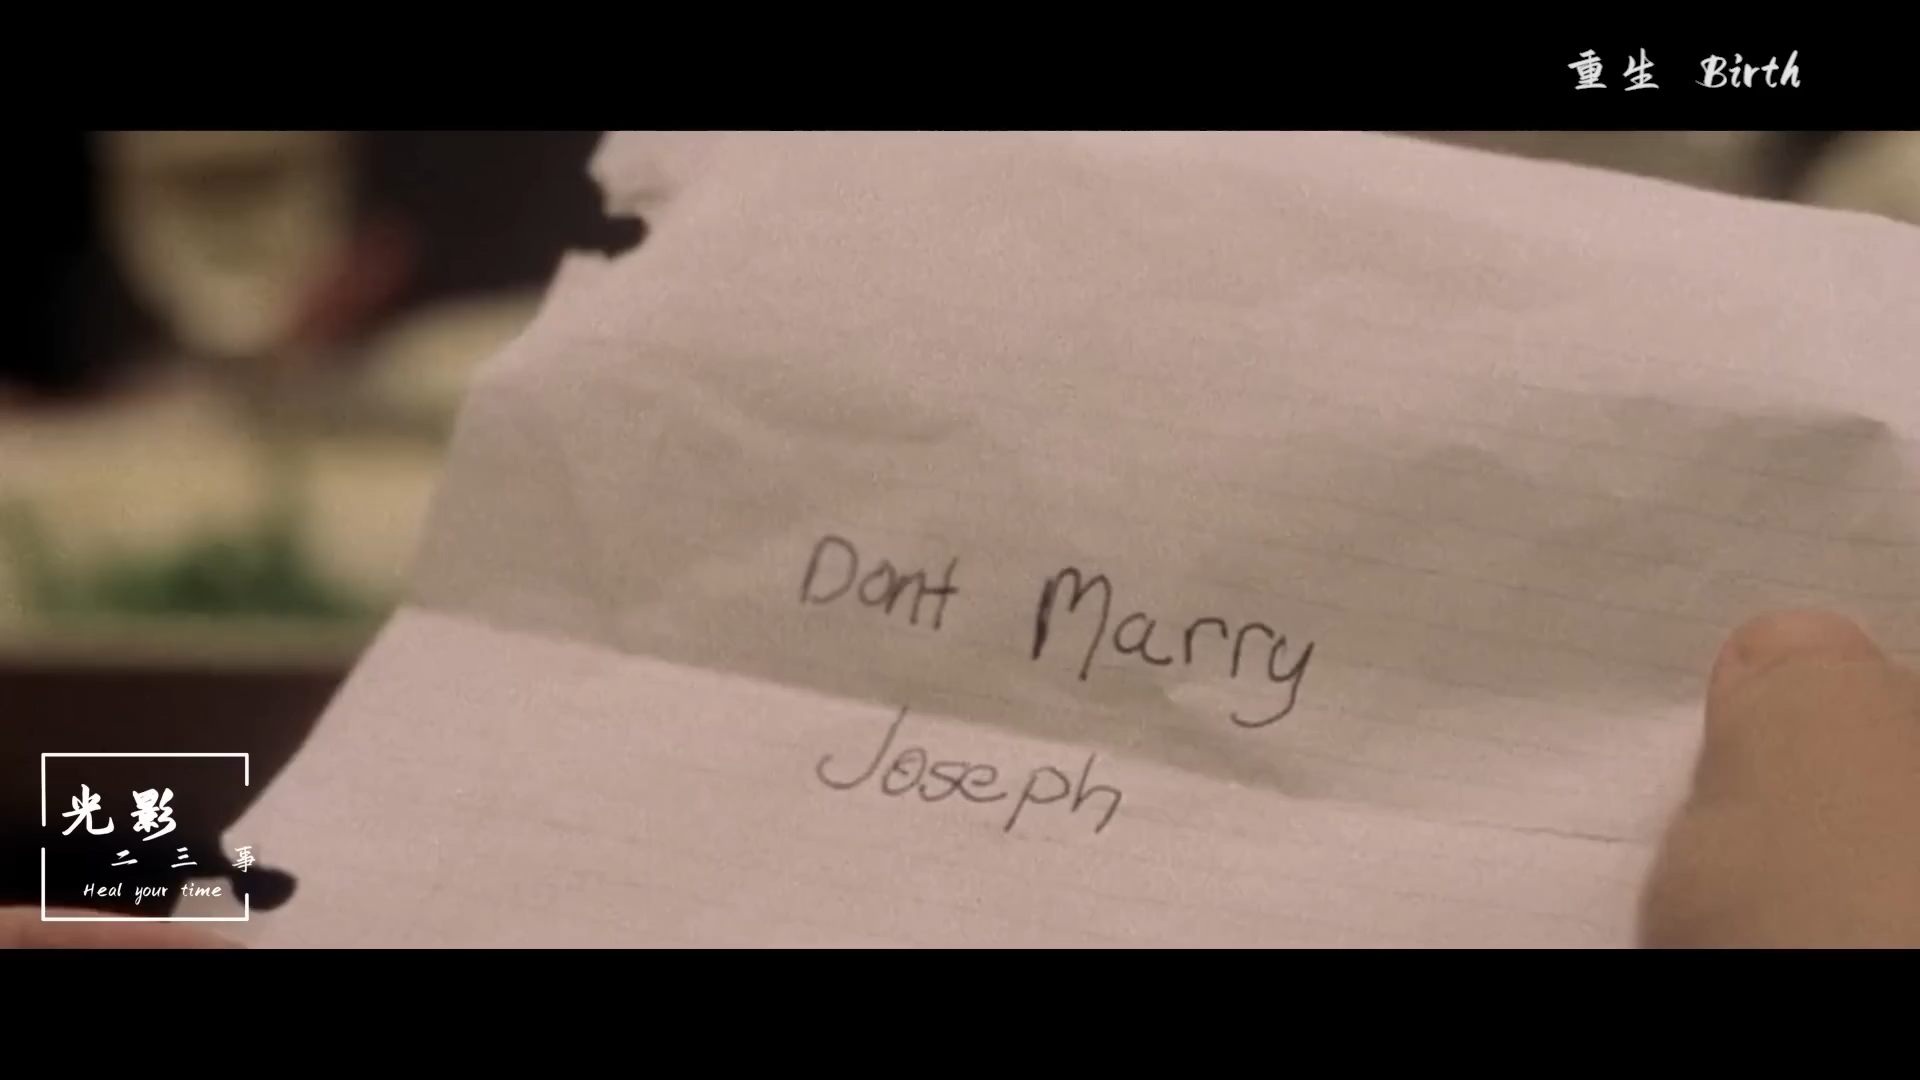 重生 Birth
Dont Marry
Joseph
光影
二三事
Heal your time